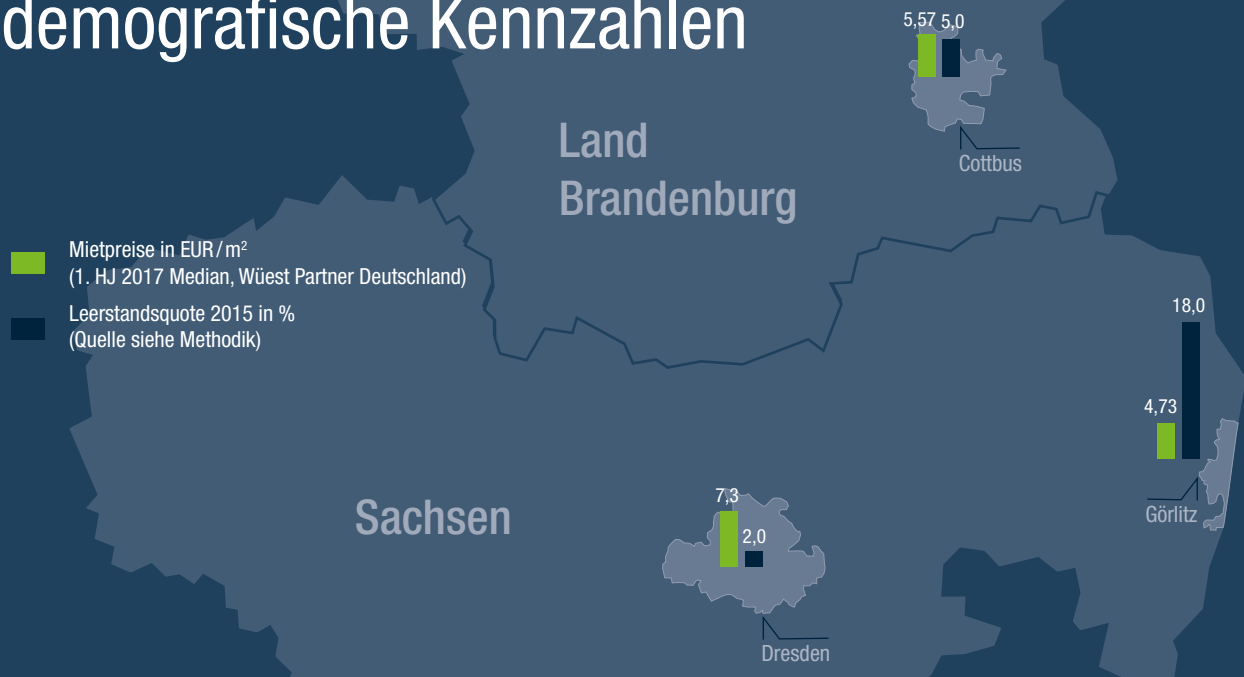 demografische Kennzahlen
5,57 5,0
Cottbus
Land
Brandenburg
Mietpreise in EUR/m²
(1. HJ 2017 Median, Wüest Partner Deutschland)
Leerstandsquote 2015 in %
(Quelle siehe Methodik)
18,0
4,73
Görlitz
Sachsen
7,3
2,0
Dresden